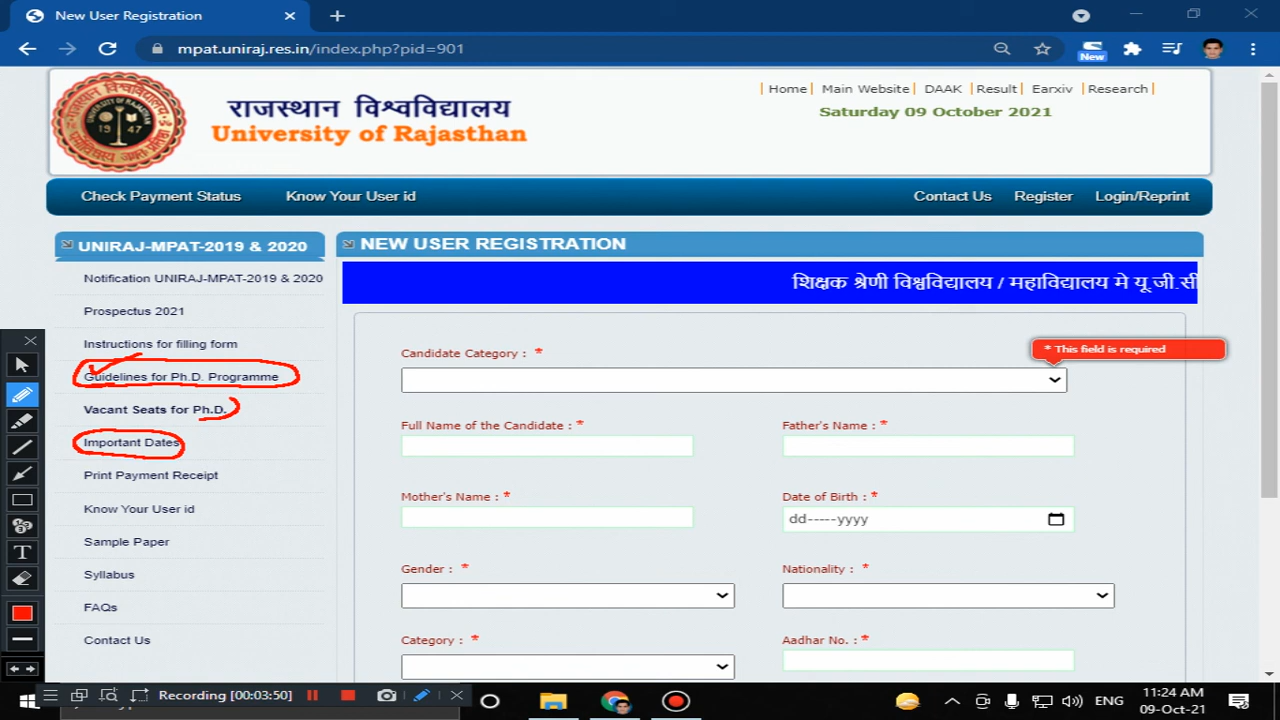 New User Registration
mpat.uniraj.res.in/index.php?pid=901
New
राजस्थान विश्वविद्यालय
University of Rajasthan
19 47
| Home | Main Website | DAAK | Result | Earxiv | Research |
Saturday 09 October 2021
Check Payment Status Know Your User id Contact Us Register Login/Reprint
UNIRAJ-MPAT-2019 & 2020
Notification UNIRAJ-MPAT-2019 & 2020
Prospectus 2021
Instructions for filling form
Guidelines for Ph.D. Programme
Vacant Seats for Ph.D.
Important Dates
Print Payment Receipt
Know Your User id
Sample Paper
Syllabus
FAQs
Contact Us
NEW USER REGISTRATION
शिक्षक श्रेणी विश्वविद्यालय / महाविद्यालय मे यू.जी.सी
Candidate Category : *
* This field is required
Full Name of the Candidate : * Father's Name : *
Mother's Name : * Date of Birth : *
dd-----yyyy
Gender : * Nationality : *
Category : * Aadhar No. : *
T
Recording [00:03:50]
ENG
11:24 AM
09-Oct-21